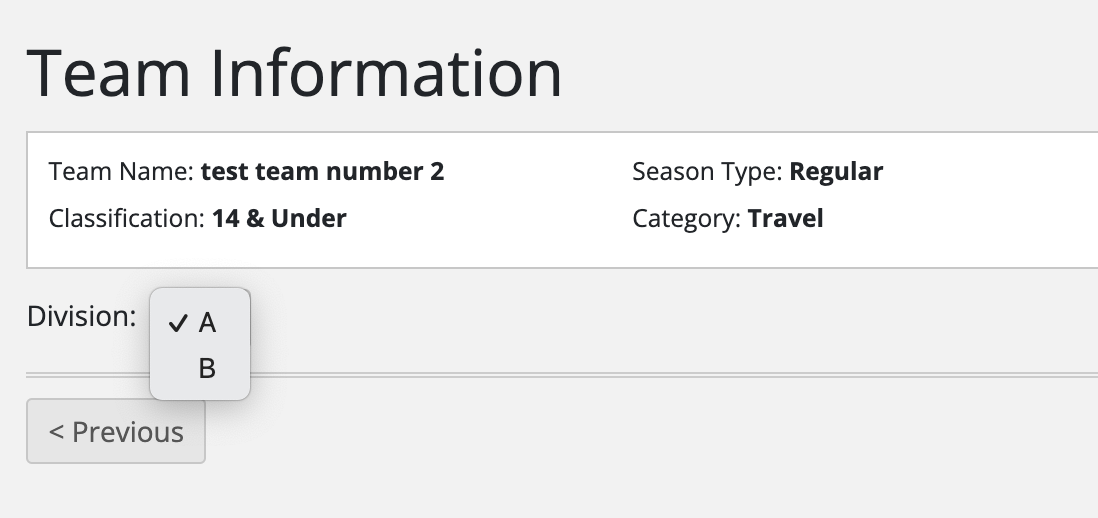 Team Information
Team Name: test team number 2
Season Type: Regular
Classification: 14 & Under
Category: Travel
Division:
✓ A
B
< Previous